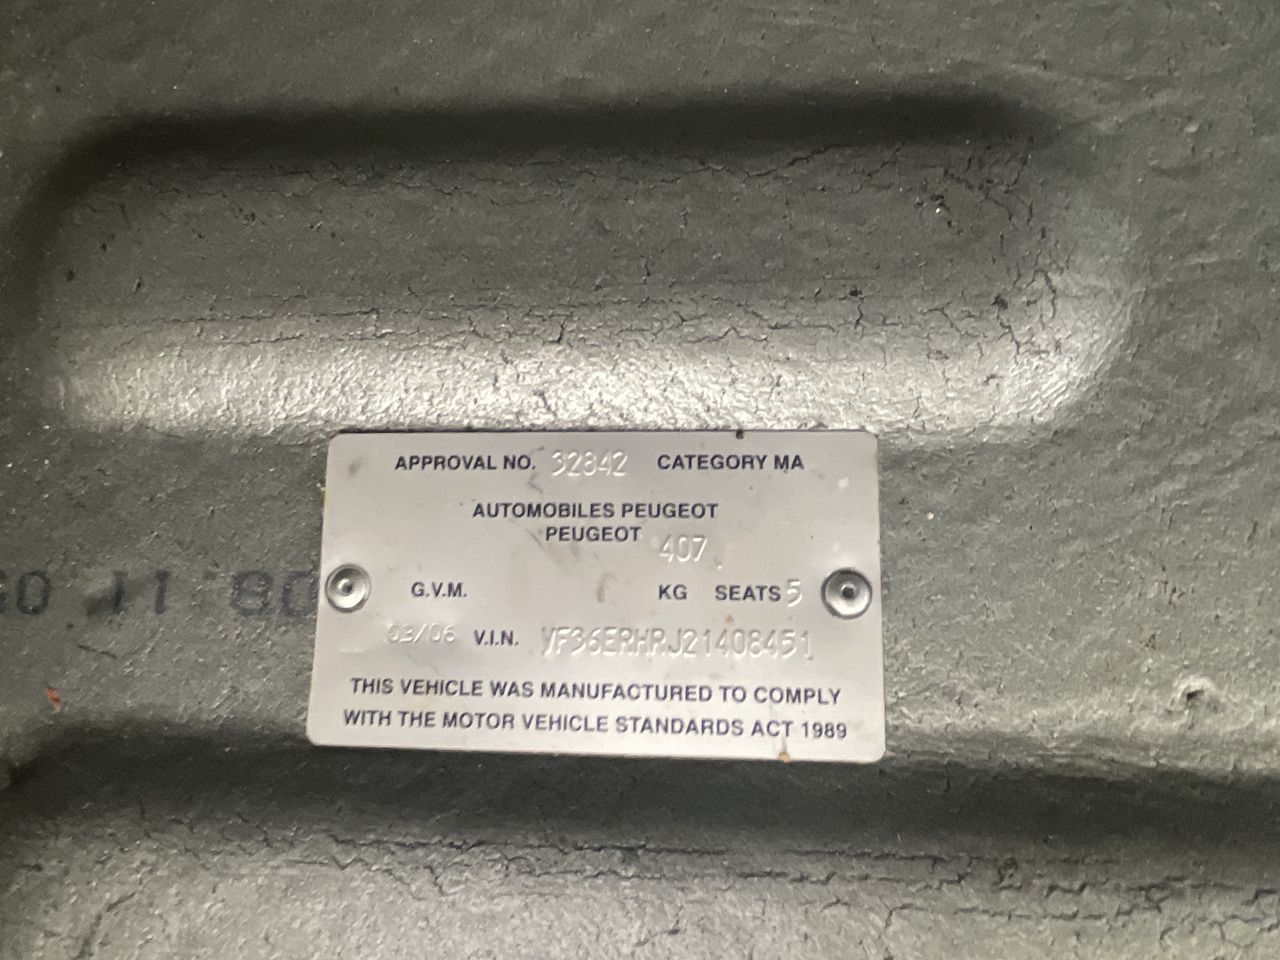 APPROVAL NO. 32842 CATEGORY MA
AUTOMOBILES PEUGEOT
PEUGEOT 407
G.V.M. KG SEATS 5
03/06 V.I.N. VF36ERHRJ21408451
THIS VEHICLE WAS MANUFACTURED TO COMPLY
WITH THE MOTOR VEHICLE STANDARDS ACT 1989